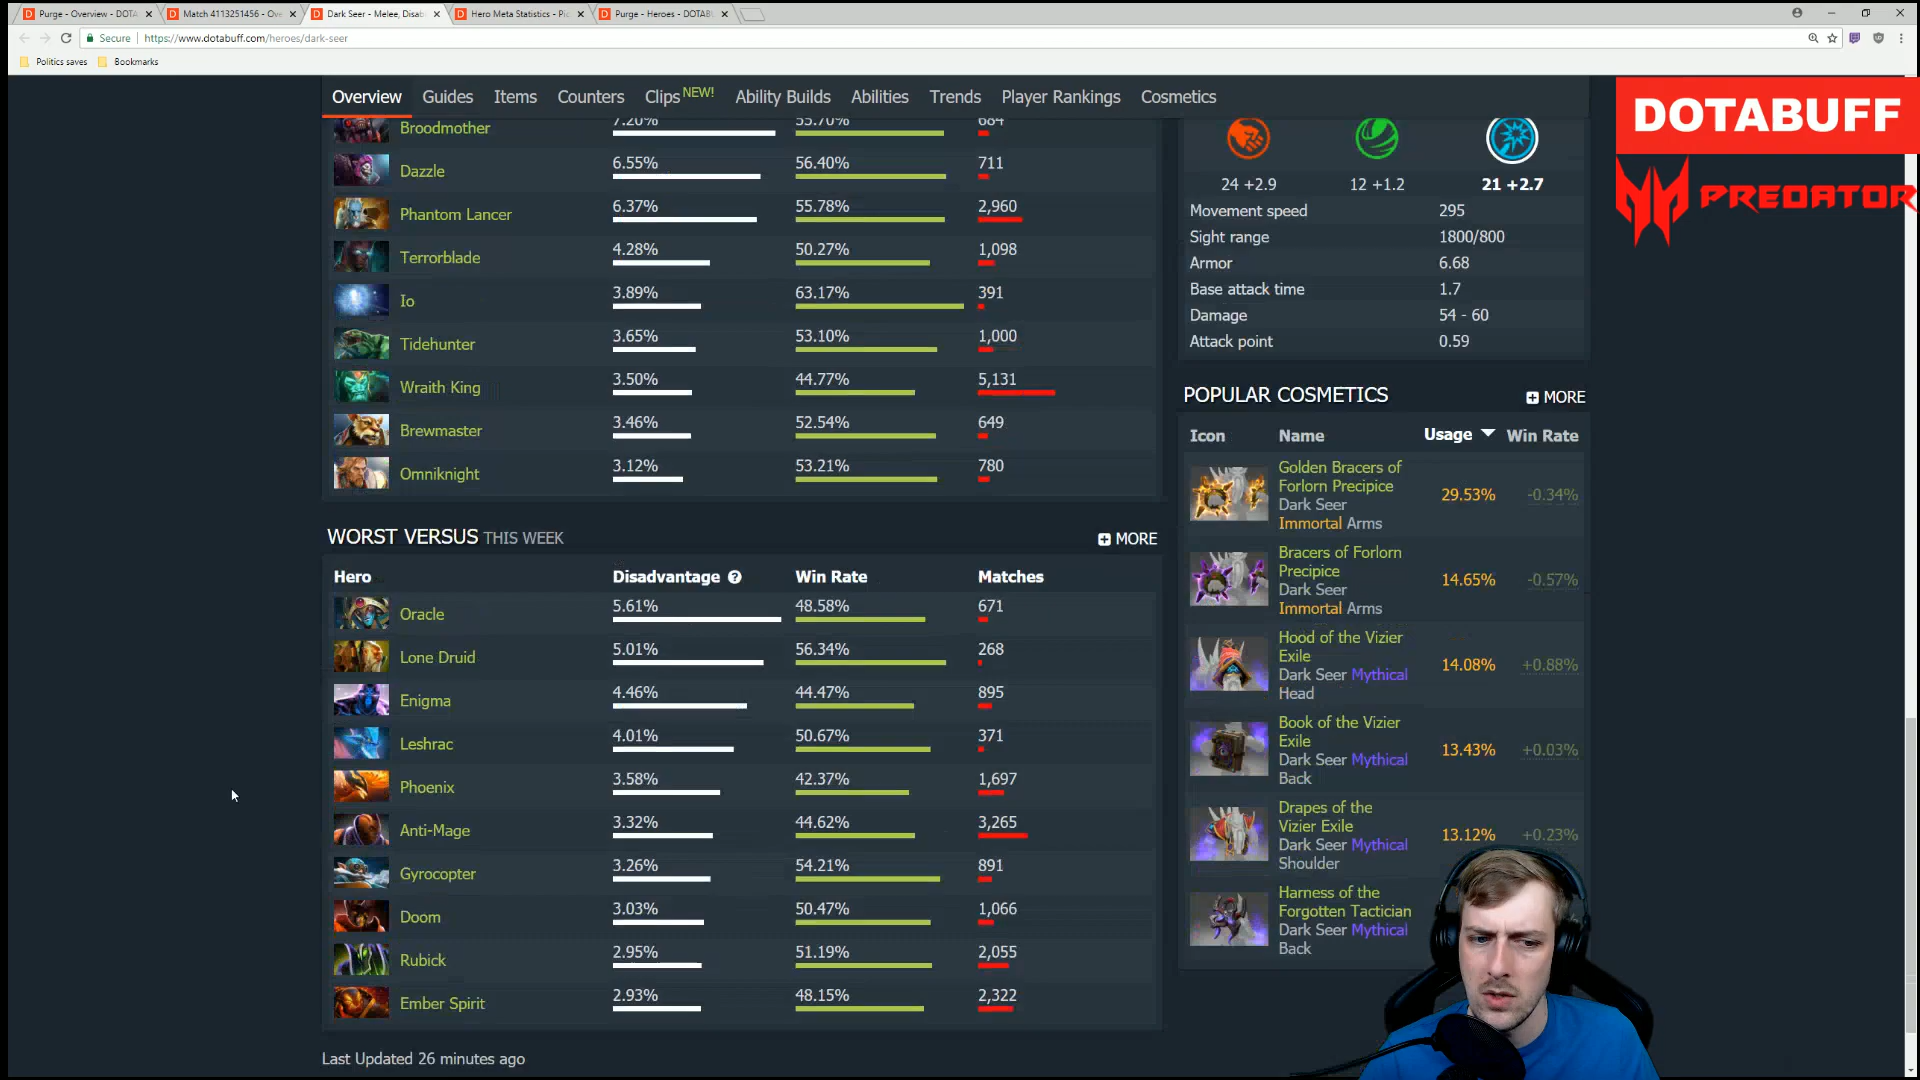 Purge - Overview - DOTA
Match 4113251456 - Ove
Dark Seer - Melee, Disab
Hero Meta Statistics - Pic
Purge - Heroes - DOTAB
Secure https://www.dotabuff.com/heroes/dark-seer
Politics saves Bookmarks
Overview Guides Items Counters Clips NEW! Ability Builds Abilities Trends Player Rankings Cosmetics
DOTABUFF
PREDATOR
Broodmother 7.20% 55.70% 684
Dazzle 6.55% 56.40% 711
Phantom Lancer 6.37% 55.78% 2,960
Terrorblade 4.28% 50.27% 1,098
Io 3.89% 63.17% 391
Tidehunter 3.65% 53.10% 1,000
Wraith King 3.50% 44.77% 5,131
Brewmaster 3.46% 52.54% 649
Omniknight 3.12% 53.21% 780
WORST VERSUS THIS WEEK MORE
Hero Disadvantage ? Win Rate Matches
Oracle 5.61% 48.58% 671
Lone Druid 5.01% 56.34% 268
Enigma 4.46% 44.47% 895
Leshrac 4.01% 50.67% 371
Phoenix 3.58% 42.37% 1,697
Anti-Mage 3.32% 44.62% 3,265
Gyrocopter 3.26% 54.21% 891
Doom 3.03% 50.47% 1,066
Rubick 2.95% 51.19% 2,055
Ember Spirit 2.93% 48.15% 2,322
Last Updated 26 minutes ago
24 +2.9 12 +1.2 21 +2.7
Movement speed 295
Sight range 1800/800
Armor 6.68
Base attack time 1.7
Damage 54 - 60
Attack point 0.59
POPULAR COSMETICS MORE
Icon Name Usage Win Rate
Golden Bracers of
Forlorn Precipice
Dark Seer
Immortal Arms
29.53% -0.34%
Bracers of Forlorn
Precipice
Dark Seer
Immortal Arms
14.65% -0.57%
Hood of the Vizier
Exile
Dark Seer Mythical
Head
14.08% +0.88%
Book of the Vizier
Exile
Dark Seer Mythical
Back
13.43% +0.03%
Drapes of the
Vizier Exile
Dark Seer Mythical
Shoulder
13.12% +0.23%
Harness of the
Forgotten Tactician
Dark Seer Mythical
Back